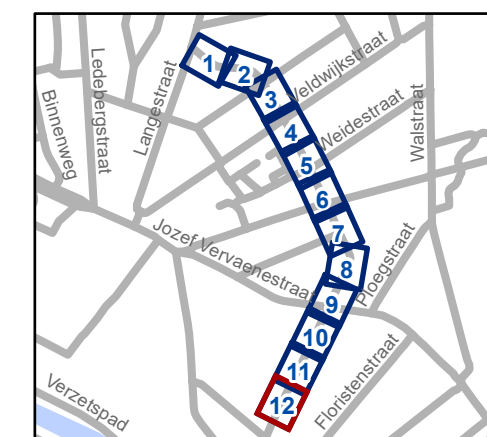 Binnenweg
Ledebergstraat
Langestraat
Veldwijkstraat
Weidestraat
Walstraat
Jozef Vervaenestraat
Ploegstraat
Floristenstraat
Verzetspad
1
2
3
4
5
6
7
8
9
10
11
12